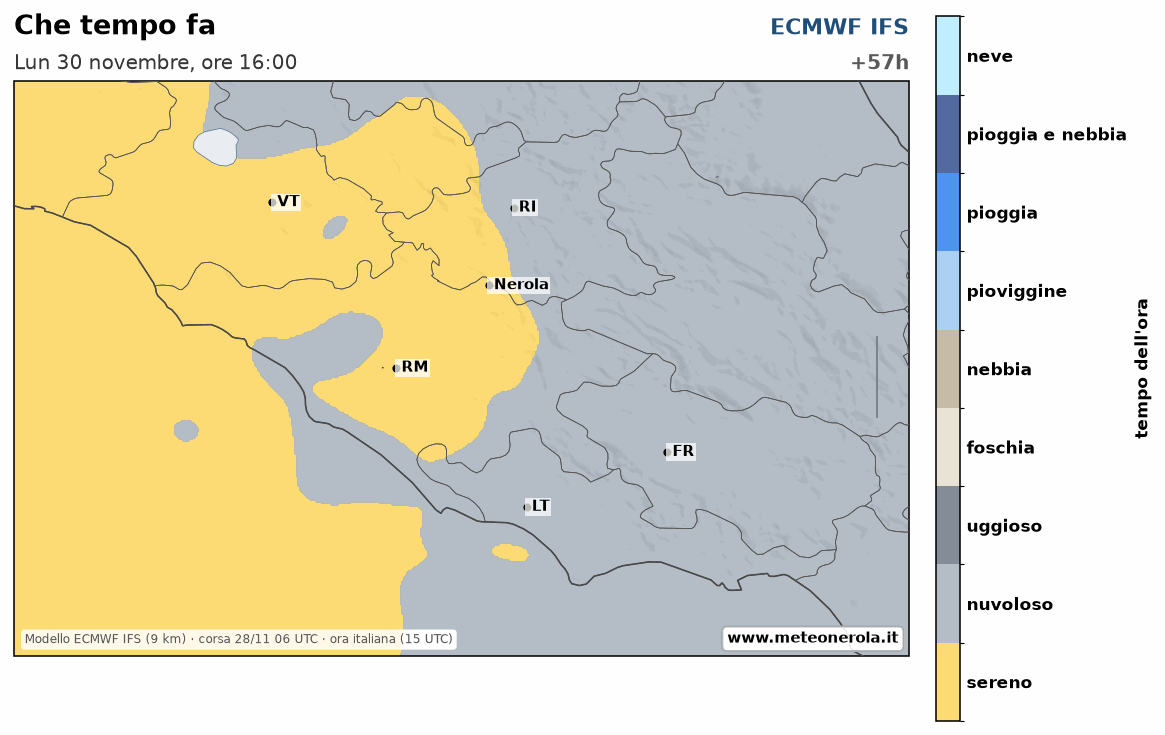 Che tempo fa
ECMWF IFS
Lun 30 novembre, ore 16:00
+57h
neve
pioggia e nebbia
pioggia
pioviggine
nebbia
foschia
uggioso
nuvoloso
sereno
tempo dell'ora
VT
RI
Nerola
RM
FR
LT
Modello ECMWF IFS (9 km) · corsa 28/11 06 UTC · ora italiana (15 UTC)
www.meteonerola.it